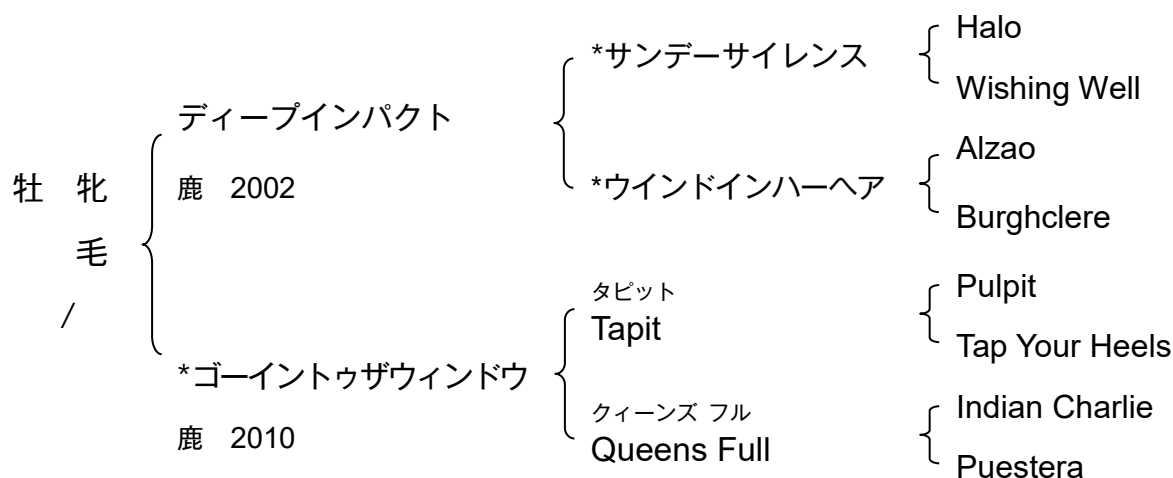 牡 牝
毛
/
ディープインパクト
鹿 2002
*ゴーイントゥザウィンドウ
鹿 2010
*サンデーサイレンス
*ウインドインハーヘア
タピット
Tapit
クィーンズ フル
Queens Full
Halo
Wishing Well
Alzao
Burghclere
Pulpit
Tap Your Heels
Indian Charlie
Puestera